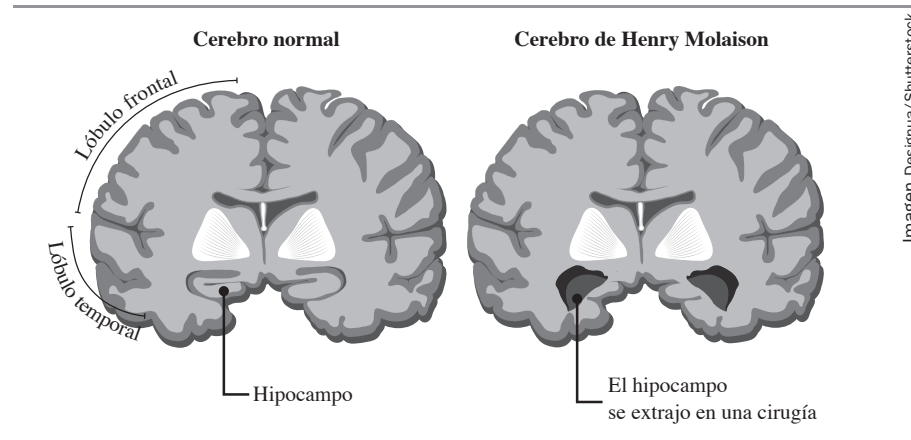 Cerebro normal
Cerebro de Henry Molaison
Lóbulo frontal
Lóbulo temporal
Hipocampo
El hipocampo
se extrajo en una cirugía
Imagen Designua/Shutterstock